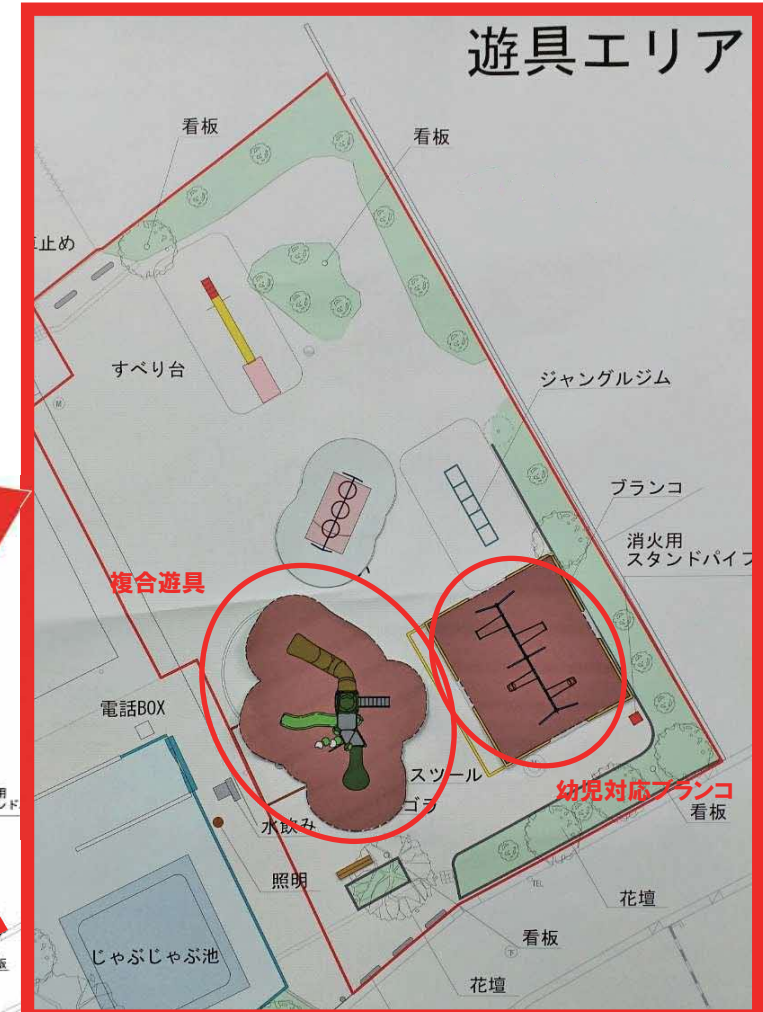 遊具エリア
看板
看板
止め
すべり台
ジャングルジム
ブランコ
消火用
スタンドパイプ
複合遊具
電話BOX
スツール
ゴラ
幼児対応ブランコ
水飲み
看板
照明
花壇
TEL
看板
じゃぶじゃぶ池
花壇